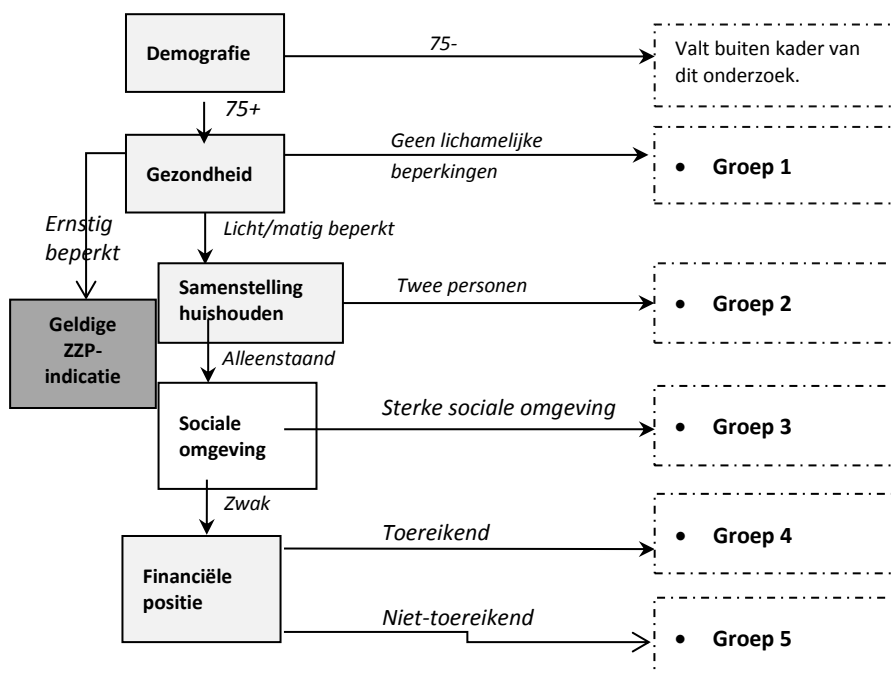 Demografie
75-
Valt buiten kader van
dit onderzoek.
75+
Gezondheid
Geen lichamelijke
beperkingen
• Groep 1
Ernstig
beperkt
Licht/matig beperkt
Samenstelling
huishouden
Twee personen
• Groep 2
Geldige
ZZP-
indicatie
Alleenstaand
Sociale
omgeving
Sterke sociale omgeving
• Groep 3
Zwak
Financiële
positie
Toereikend
• Groep 4
Niet-toereikend
• Groep 5